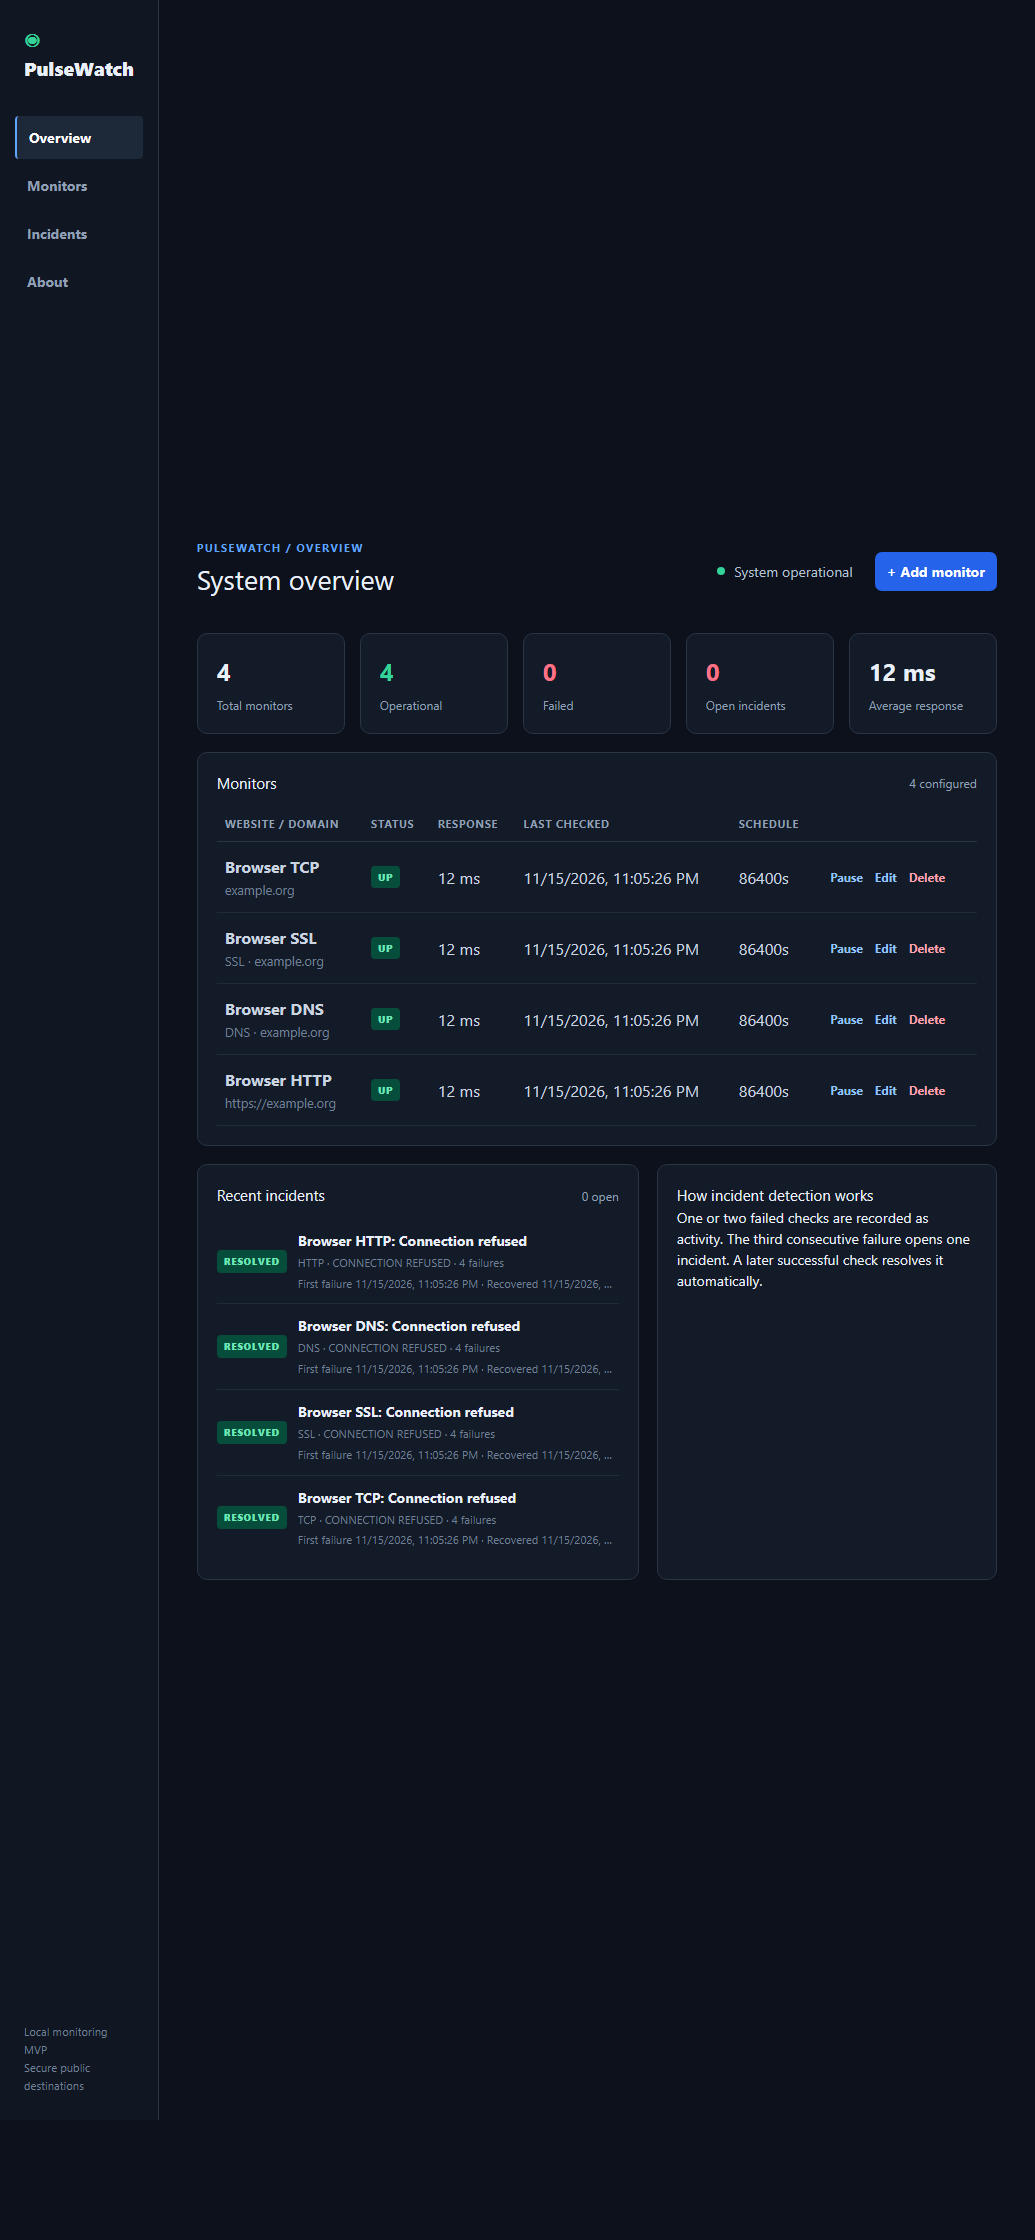 PulseWatch
Overview
Monitors
Incidents
About
PULSEWATCH / OVERVIEW
System overview
System operational
+ Add monitor
4
Total monitors
4
Operational
0
Failed
0
Open incidents
12 ms
Average response
Monitors
4 configured
WEBSITE / DOMAIN STATUS RESPONSE LAST CHECKED SCHEDULE
Browser TCP
example.org
UP 12 ms 11/15/2026, 11:05:26 PM 86400s Pause Edit Delete
Browser SSL
SSL · example.org
UP 12 ms 11/15/2026, 11:05:26 PM 86400s Pause Edit Delete
Browser DNS
DNS · example.org
UP 12 ms 11/15/2026, 11:05:26 PM 86400s Pause Edit Delete
Browser HTTP
https://example.org
UP 12 ms 11/15/2026, 11:05:26 PM 86400s Pause Edit Delete
Recent incidents
0 open
RESOLVED
Browser HTTP: Connection refused
HTTP · CONNECTION REFUSED · 4 failures
First failure 11/15/2026, 11:05:26 PM · Recovered 11/15/2026, ...
RESOLVED
Browser DNS: Connection refused
DNS · CONNECTION REFUSED · 4 failures
First failure 11/15/2026, 11:05:26 PM · Recovered 11/15/2026, ...
RESOLVED
Browser SSL: Connection refused
SSL · CONNECTION REFUSED · 4 failures
First failure 11/15/2026, 11:05:26 PM · Recovered 11/15/2026, ...
RESOLVED
Browser TCP: Connection refused
TCP · CONNECTION REFUSED · 4 failures
First failure 11/15/2026, 11:05:26 PM · Recovered 11/15/2026, ...
How incident detection works
One or two failed checks are recorded as
activity. The third consecutive failure opens one
incident. A later successful check resolves it
automatically.
Local monitoring
MVP
Secure public
destinations